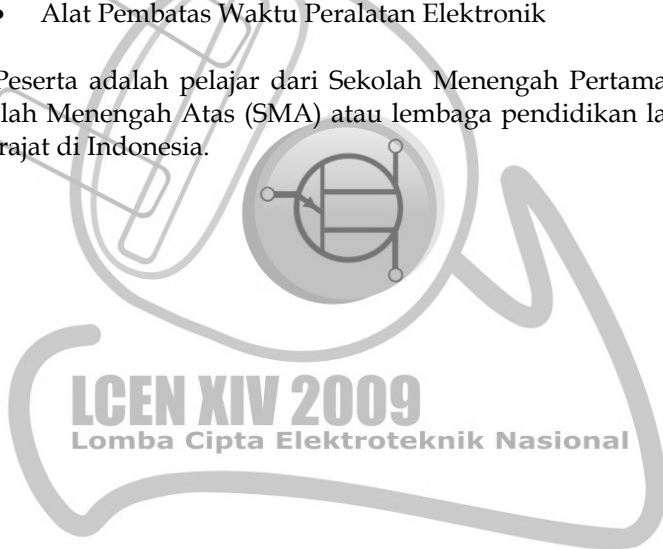 • Alat Pembatas Waktu Peralatan Elektronik
Peserta adalah pelajar dari Sekolah Menengah Pertama
lah Menengah Atas (SMA) atau lembaga pendidikan la
rajat di Indonesia.
LCEN XIV 2009
Lomba Cipta Elektroteknik Nasional